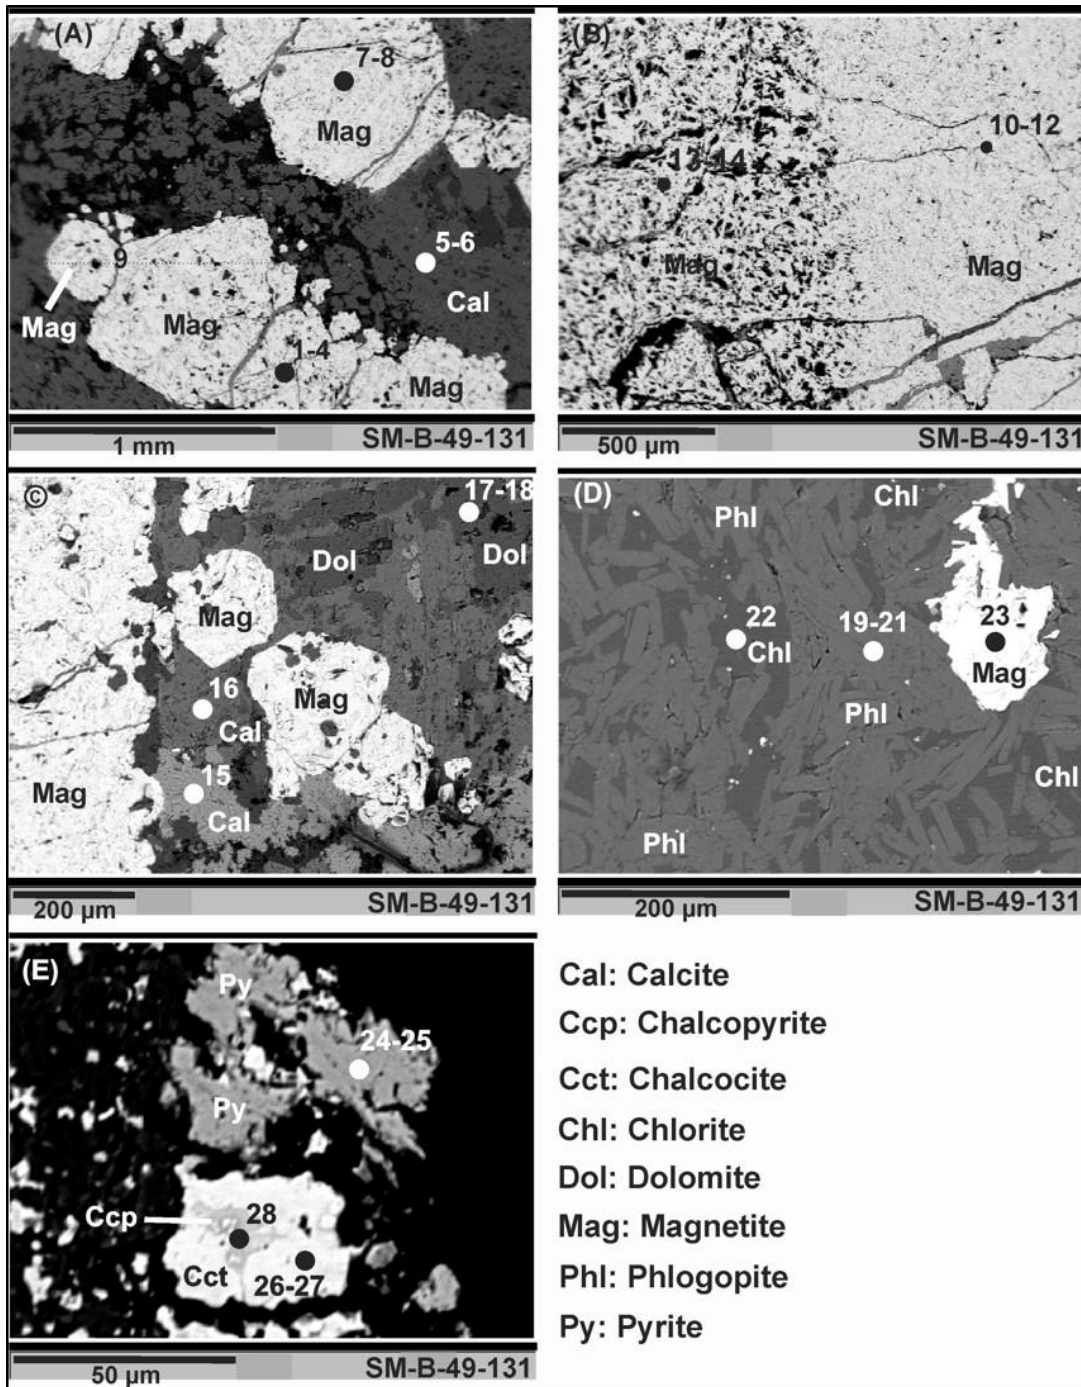 (A)
7-8
Mag
5-6
Cal
9
Mag
Mag
1-4
Mag
1 mm
SM-B-49-131
(B)
10-12
13-14
Mag
Mag
500 µm
SM-B-49-131
©
17-18
Dol
Dol
Mag
16
Mag
Cal
15
Mag
Cal
200 µm
SM-B-49-131
(D)
Chl
Phl
22
19-21
23
Chl
Mag
Phl
Chl
Phl
200 µm
SM-B-49-131
(E)
Py
24-25
Py
Ccp
28
Cct
26-27
50 µm
SM-B-49-131
Cal: Calcite
Ccp: Chalcopyrite
Cct: Chalcocite
Chl: Chlorite
Dol: Dolomite
Mag: Magnetite
Phl: Phlogopite
Py: Pyrite